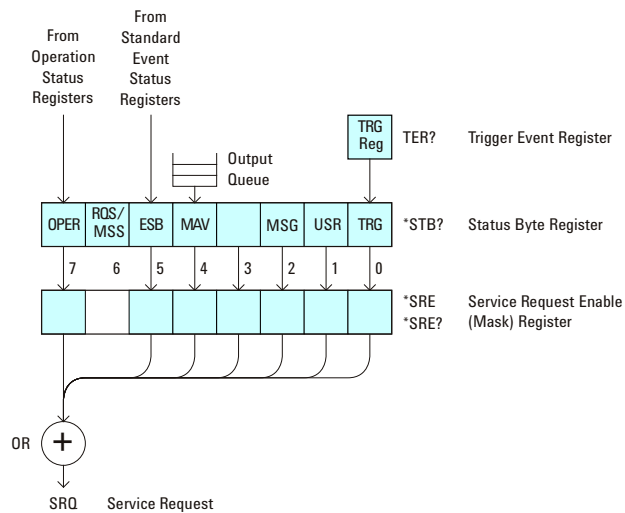 From
Operation
Status
Registers
From
Standard
Event
Status
Registers
Output
Queue
TRG
Reg
TER?
Trigger Event Register
OPER
RQS/
MSS
ESB
MAV
MSG
USR
TRG
*STB?
Status Byte Register
7
6
5
4
3
2
1
0
*SRE
*SRE?
Service Request Enable
(Mask) Register
OR
+
SRQ
Service Request